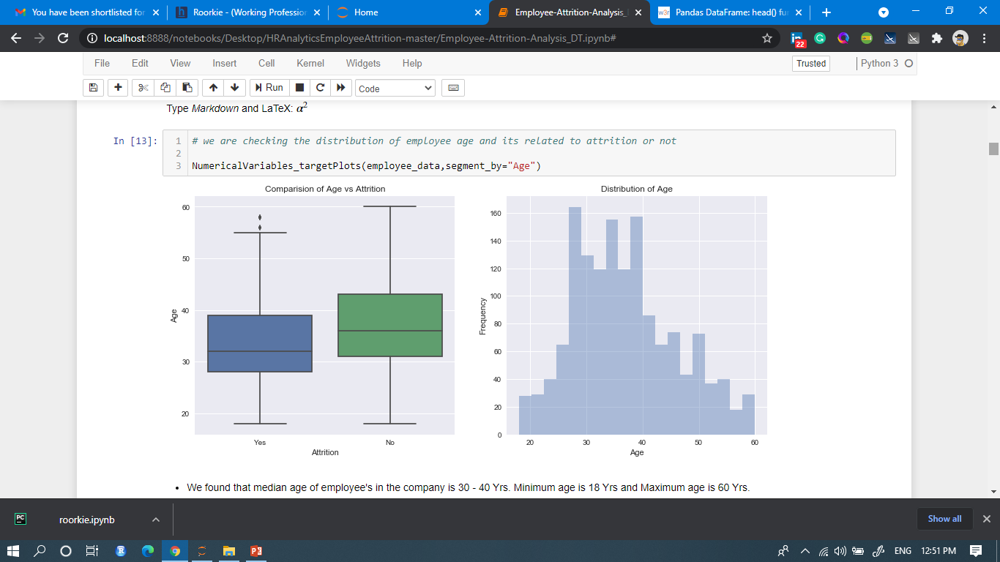 You have been shortlisted for
Roorkie - (Working Profession
Home
Employee-Attrition-Analysis_
Pandas DataFrame: head() fun
localhost:8888/notebooks/Desktop/HRAnalyticsEmployeeAttrition-master/Employee-Attrition-Analysis_DT.ipynb#
22
File Edit View Insert Cell Kernel Widgets Help Trusted Python 3
Run Code
Type Markdown and LaTeX: α²
In [13]:
1 # we are checking the distribution of employee age and its related to attrition or not
2
3 NumericalVariables_targetPlots(employee_data,segment_by="Age")
Comparision of Age vs Attrition
60
50
40
30
20
Age
Yes No
Attrition
Distribution of Age
160
140
120
100
80
60
40
20
0
Frequency
20 30 40 50 60
Age
• We found that median age of employee's in the company is 30 - 40 Yrs. Minimum age is 18 Yrs and Maximum age is 60 Yrs.
PC roorkie.ipynb Show all
ENG 12:51 PM